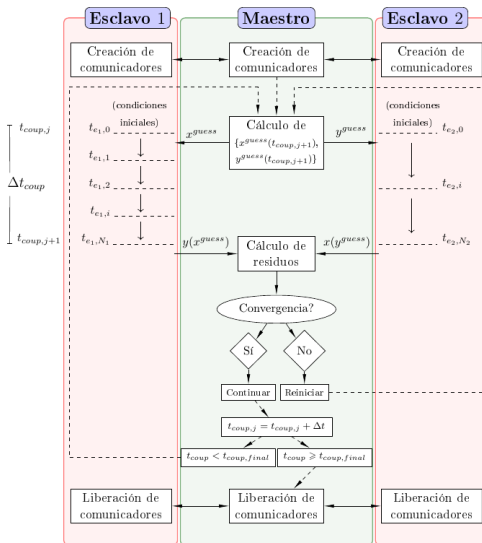 Esclavo 1 Maestro Esclavo 2
Creación de
comunicadores
Creación de
comunicadores
Creación de
comunicadores
(condiciones
iniciales)
t_{coup,j}
t_{e_1,0}
t_{e_1,1}
Δt_{coup}
t_{e_1,2}
t_{e_1,i}
t_{coup,j+1}
t_{e_1,N_1}
x^{guess}
Cálculo de
{x^{guess}(t_{coup,j+1}),
y^{guess}(t_{coup,j+1})}
y^{guess}
(condiciones
iniciales)
t_{e_2,0}
t_{e_2,i}
t_{e_2,N_2}
y(x^{guess})
Cálculo de
residuos
x(y^{guess})
Convergencia?
Sí
No
Continuar
Reiniciar
t_{coup,j} = t_{coup,j} + Δt
t_{coup} < t_{coup,final}
t_{coup} ⩾ t_{coup,final}
Liberación de
comunicadores
Liberación de
comunicadores
Liberación de
comunicadores